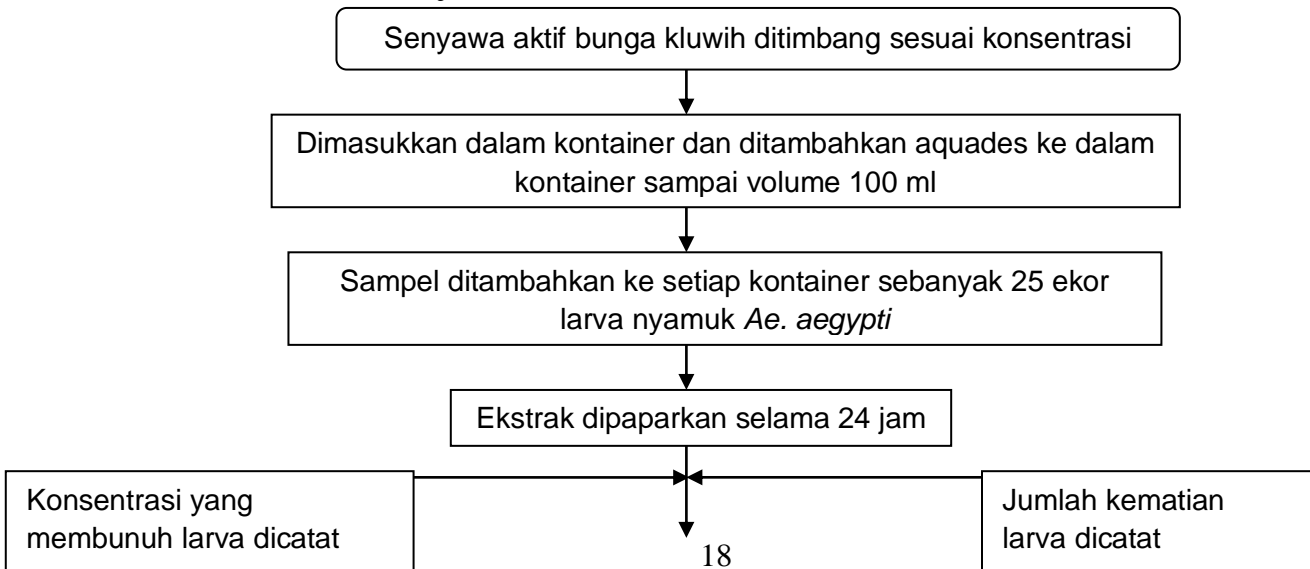 Senyawa aktif bunga kluwih ditimbang sesuai konsentrasi
Dimasukkan dalam kontainer dan ditambahkan aquades ke dalam
kontainer sampai volume 100 ml
Sampel ditambahkan ke setiap kontainer sebanyak 25 ekor
larva nyamuk Ae. aegypti
Ekstrak dipaparkan selama 24 jam
Konsentrasi yang
membunuh larva dicatat
Jumlah kematian
larva dicatat
18